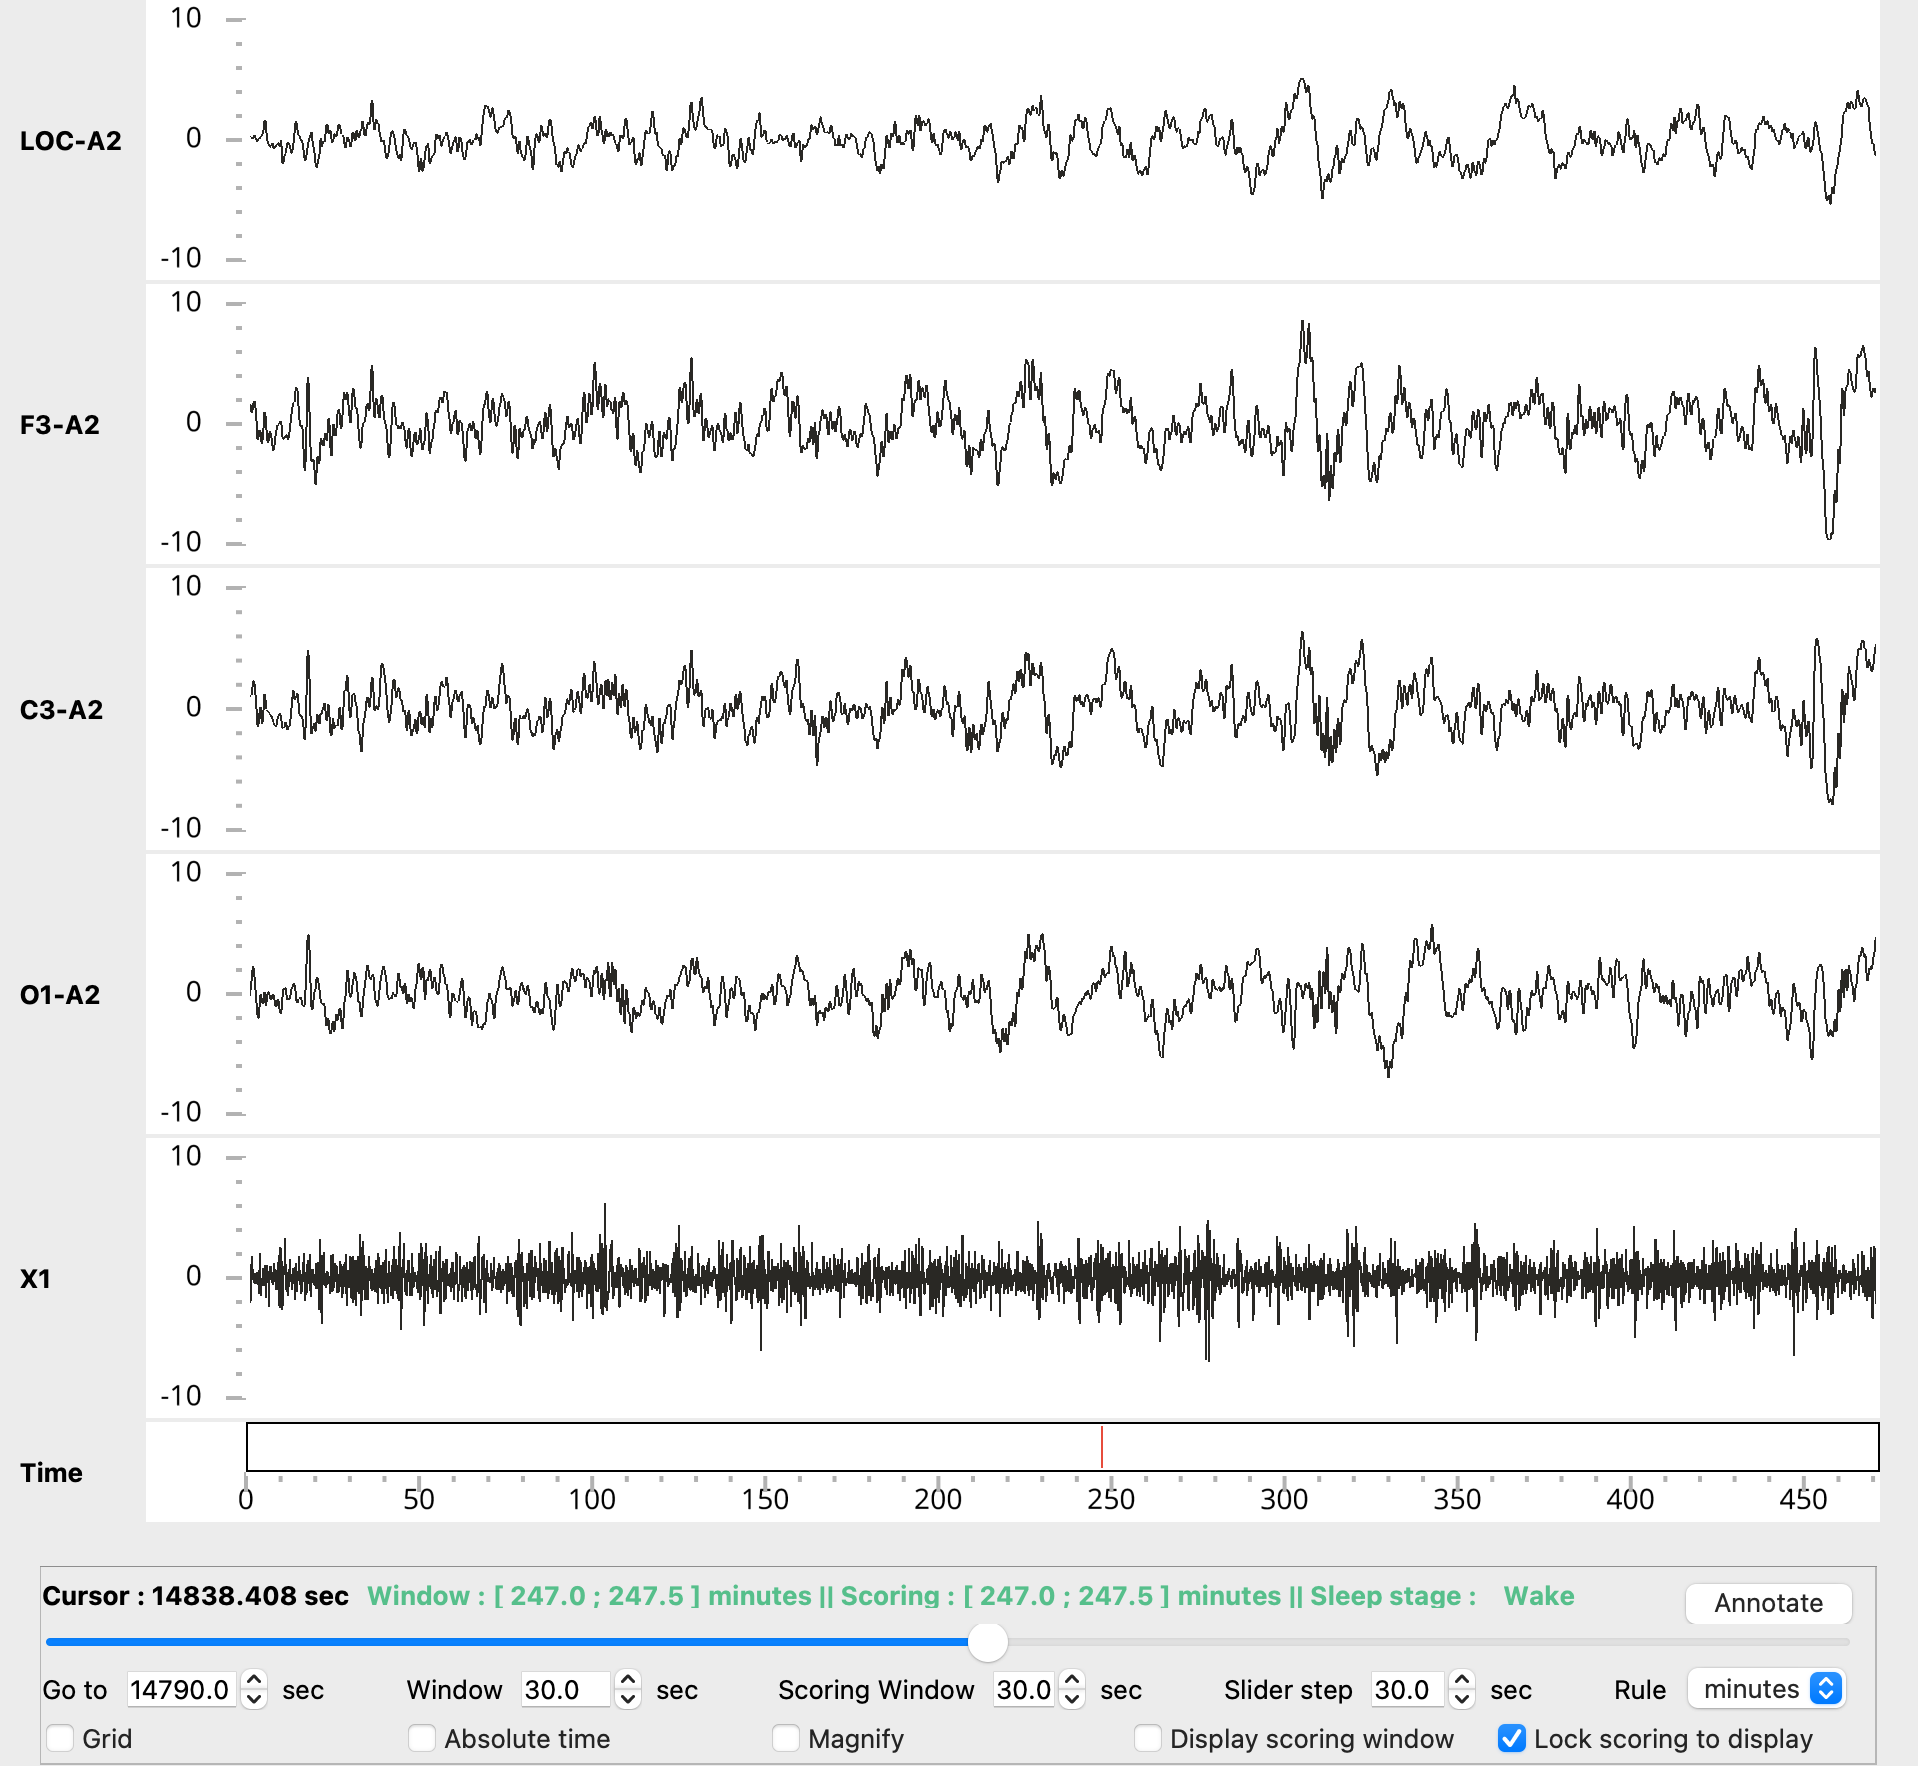 10
LOC-A2
0
-10
10
F3-A2
0
-10
10
C3-A2
0
-10
10
O1-A2
0
-10
10
X1
0
-10
Time
0 50 100 150 200 250 300 350 400 450
Cursor : 14838.408 sec Window : [ 247.0 ; 247.5 ] minutes || Scoring : [ 247.0 ; 247.5 ] minutes || Sleep stage : Wake Annotate
Go to 14790.0 sec Window 30.0 sec Scoring Window 30.0 sec Slider step 30.0 sec Rule minutes
Grid Absolute time Magnify Display scoring window Lock scoring to display